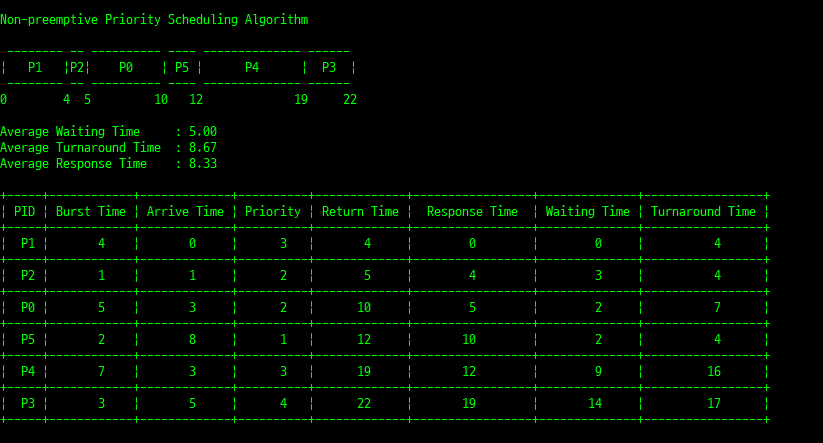 Non-preemptive Priority Scheduling Algorithm
¦ P1 ¦P2¦ P0 ¦ P5 ¦ P4 ¦ P3 ¦
0 4 5 10 12 19 22
Average Waiting Time : 5.00
Average Turnaround Time : 8.67
Average Response Time : 8.33
¦ PID ¦ Burst Time ¦ Arrive Time ¦ Priority ¦ Return Time ¦ Response Time ¦ Waiting Time ¦ Turnaround Time ¦
¦ P1 ¦ 4 ¦ 0 ¦ 3 ¦ 4 ¦ 0 ¦ 0 ¦ 4 ¦
¦ P2 ¦ 1 ¦ 1 ¦ 2 ¦ 5 ¦ 4 ¦ 3 ¦ 4 ¦
¦ P0 ¦ 5 ¦ 3 ¦ 2 ¦ 10 ¦ 5 ¦ 2 ¦ 7 ¦
¦ P5 ¦ 2 ¦ 8 ¦ 1 ¦ 12 ¦ 10 ¦ 2 ¦ 4 ¦
¦ P4 ¦ 7 ¦ 3 ¦ 3 ¦ 19 ¦ 12 ¦ 9 ¦ 16 ¦
¦ P3 ¦ 3 ¦ 5 ¦ 4 ¦ 22 ¦ 19 ¦ 14 ¦ 17 ¦